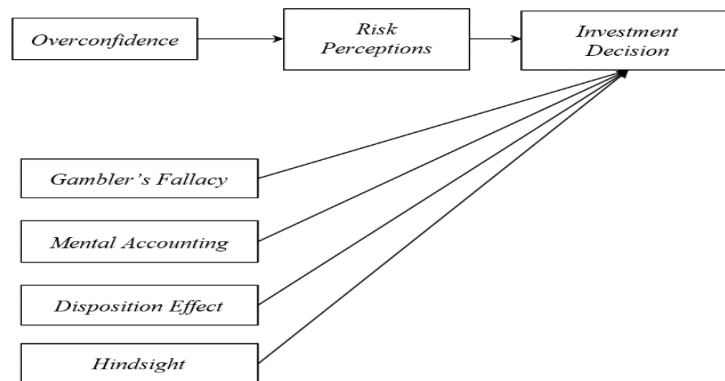 Overconfidence
Risk
Perceptions
Investment
Decision
Gambler's Fallacy
Mental Accounting
Disposition Effect
Hindsight